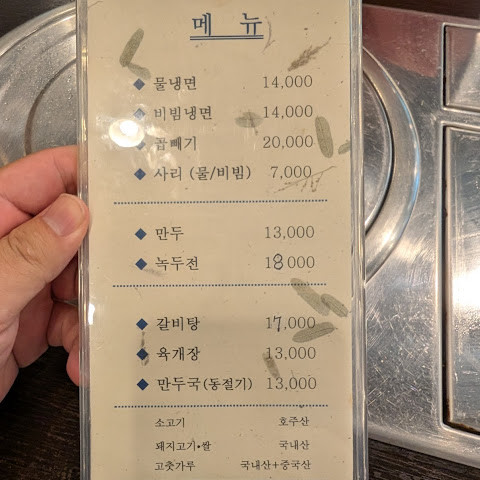 메 뉴
◆ 물냉면 14,000
◆ 비빔냉면 14,000
◆ 곱빼기 20,000
◆ 사리 (물/비빔) 7,000
◆ 만두 13,000
◆ 녹두전 18,000
◆ 갈비탕 17,000
◆ 육개장 13,000
◆ 만두국(동절기) 13,000
소고기 호주산
돼지고기•쌀 국내산
고춧가루 국내산+중국산